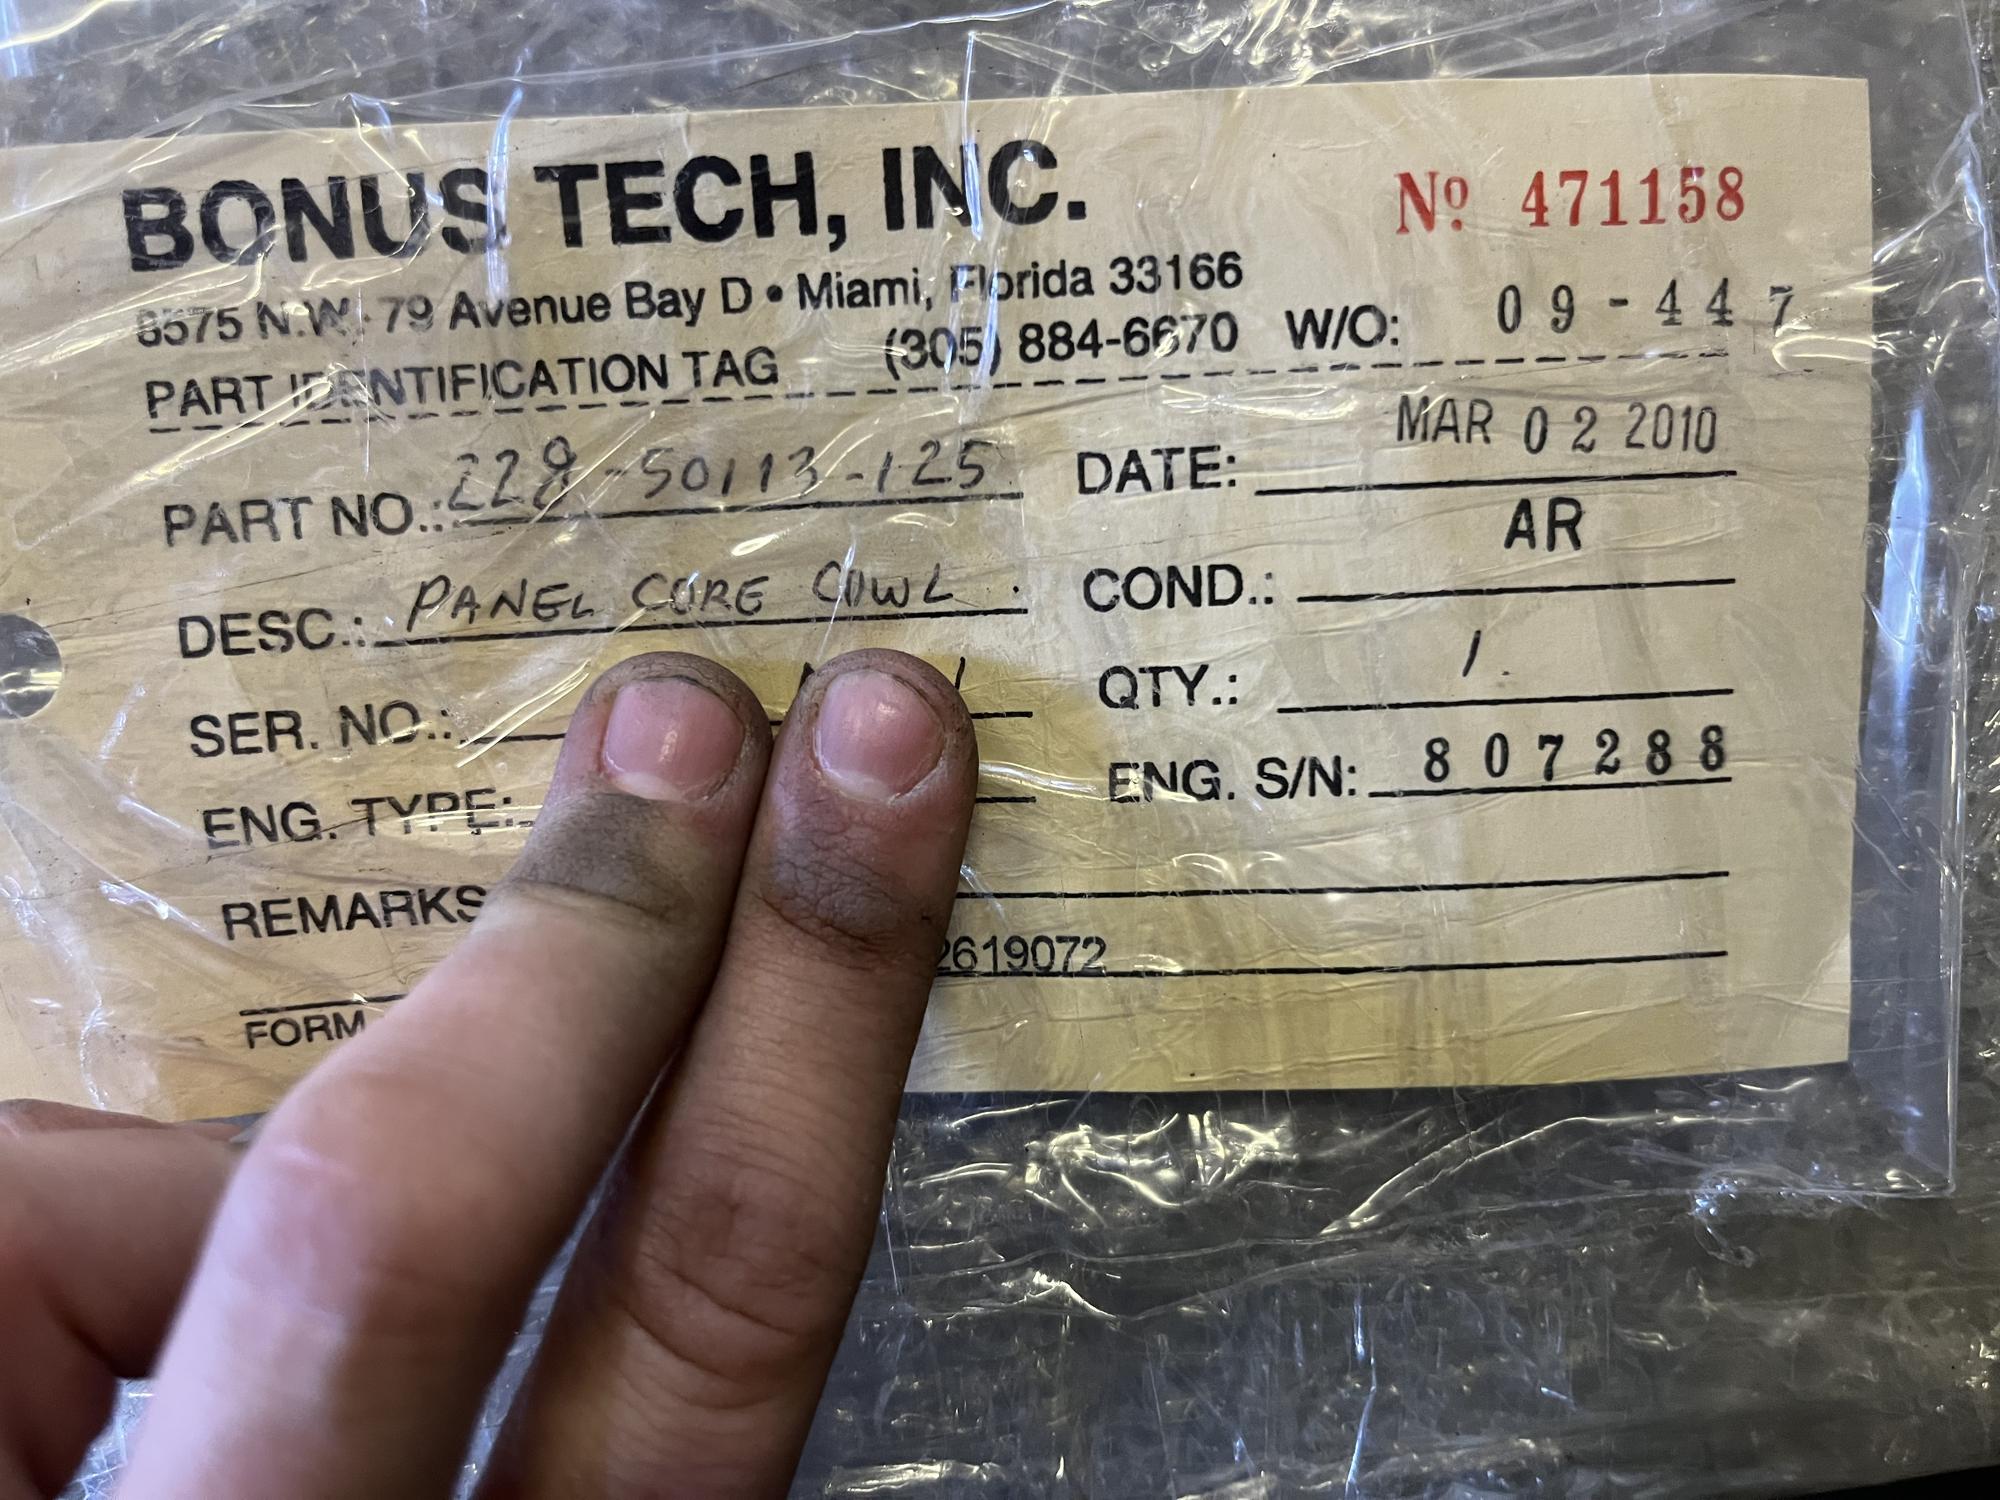 BONUS TECH, INC.
Nº 471158
8575 N.W. 79 Avenue Bay D • Miami, Florida 33166
PART IDENTIFICATION TAG (305) 884-6670 W/O: 09-447
PART NO.: 228-50113-125 DATE: MAR 02 2010
DESC.: PANEL CORE COWL COND.: AR
SER. NO.: QTY.: 1
ENG. TYPE: ENG. S/N: 807288
REMARKS
2619072
FORM